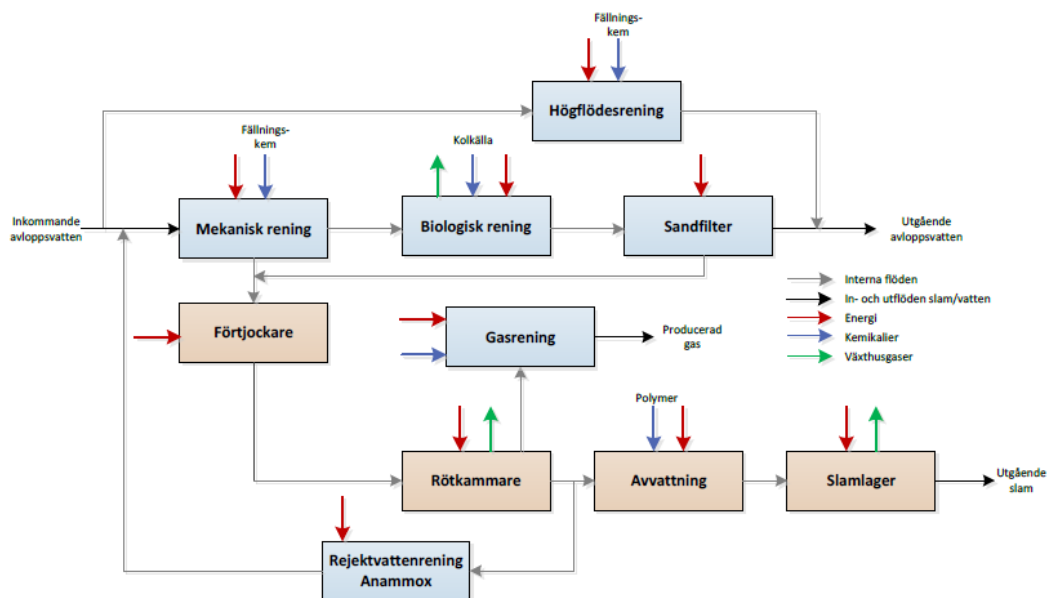 Fällnings-
kem
Högflödesrening
Fällnings-
kem
Kolkälla
Inkommande
avloppsvatten
Mekanisk rening
Biologisk rening
Sandfilter
Utgående
avloppsvatten
Interna flöden
In- och utflöden slam/vatten
Energi
Kemikalier
Växthusgaser
Förtjockare
Gasrening
Producerad
gas
Polymer
Rötkammare
Avvattning
Slamlager
Utgående
slam
Rejektvattenrening
Anammox